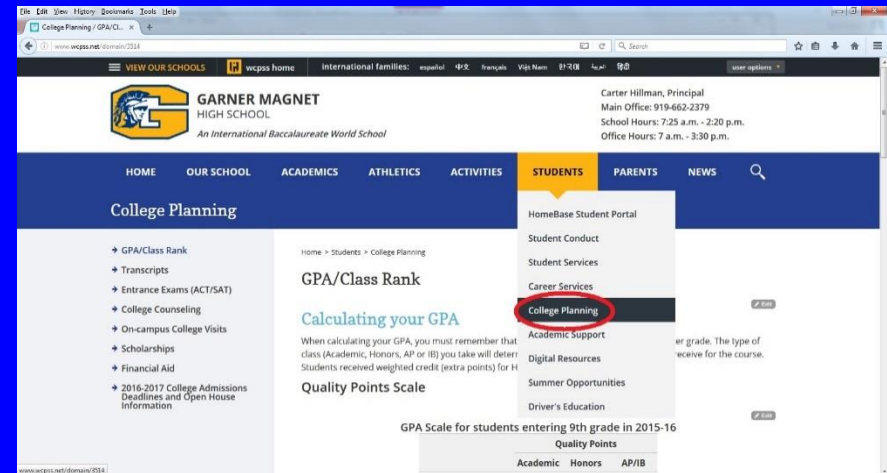 File Edit View History Bookmarks Tools Help
College Planning / GPA/Cl... × +
www.wcpss.net/domain/3514
Search
VIEW OUR SCHOOLS wcpss home international families: español 中文 français Việt Nam 한국어 العربية हिंदी user options
GARNER MAGNET
HIGH SCHOOL
An International Baccalaureate World School
Carter Hillman, Principal
Main Office: 919-662-2379
School Hours: 7:25 a.m. - 2:20 p.m.
Office Hours: 7 a.m. - 3:30 p.m.
HOME OUR SCHOOL ACADEMICS ATHLETICS ACTIVITIES STUDENTS PARENTS NEWS
College Planning
HomeBase Student Portal
Student Conduct
Student Services
Career Services
College Planning
Academic Support
Digital Resources
Summer Opportunities
Driver's Education
GPA/Class Rank
Transcripts
Entrance Exams (ACT/SAT)
College Counseling
On-campus College Visits
Scholarships
Financial Aid
2016-2017 College Admissions
Deadlines and Open House
Information
Home > Students > College Planning
GPA/Class Rank
Edit
Calculating your GPA
When calculating your GPA, you must remember that er grade. The type of
class (Academic, Honors, AP or IB) you take will deter receive for the course.
Students received weighted credit (extra points) for H
Quality Points Scale
Edit
GPA Scale for students entering 9th grade in 2015-16
Quality Points
Academic Honors AP/IB
www.wcpss.net/domain/3514